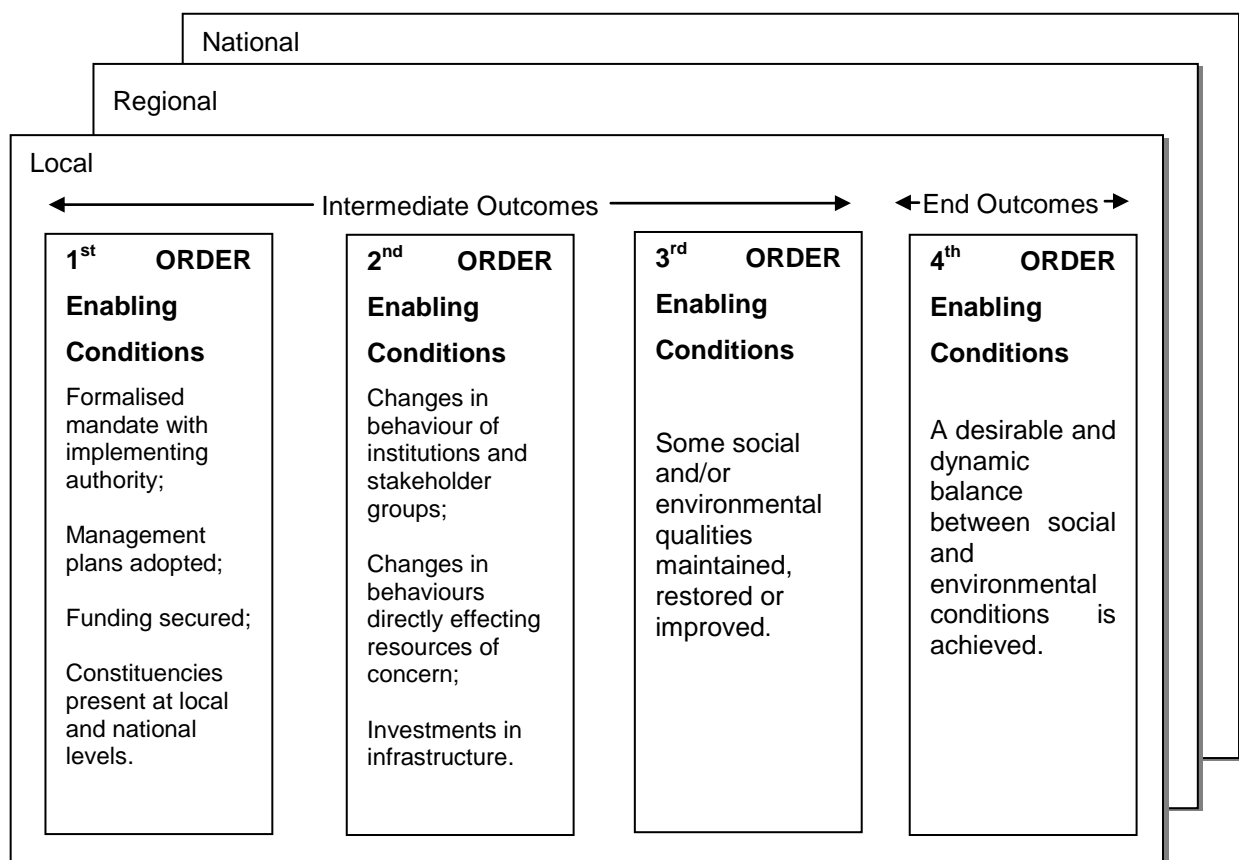 National
Regional
Local
Intermediate Outcomes
End Outcomes
1st ORDER
Enabling
Conditions
Formalised
mandate with
implementing
authority;
Management
plans adopted;
Funding secured;
Constituencies
present at local
and national
levels.
2nd ORDER
Enabling
Conditions
Changes in
behaviour of
institutions and
stakeholder
groups;
Changes in
behaviours
directly effecting
resources of
concern;
Investments in
infrastructure.
3rd ORDER
Enabling
Conditions
Some social
and/or
environmental
qualities
maintained,
restored or
improved.
4th ORDER
Enabling
Conditions
A desirable and
dynamic
balance
between social
and
environmental
conditions is
achieved.